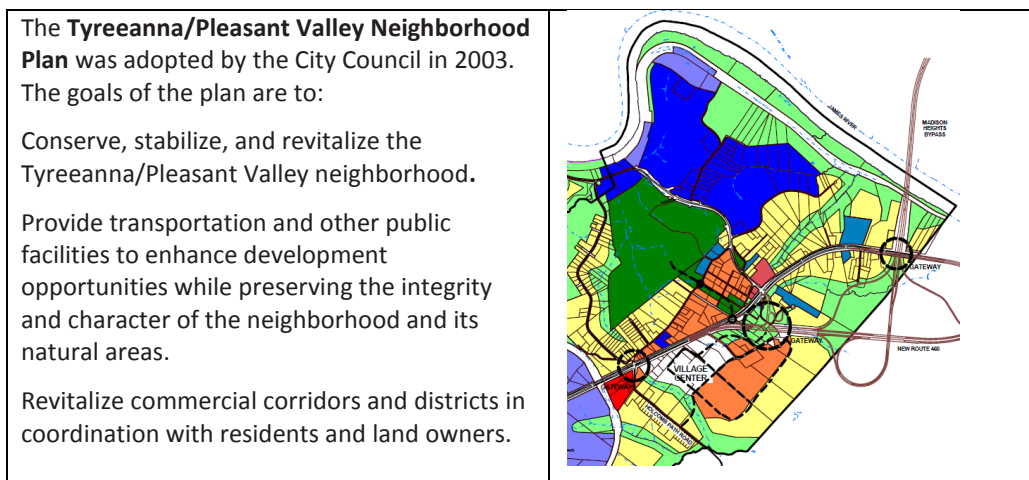 The Tyreeanna/Pleasant Valley Neighborhood
Plan was adopted by the City Council in 2003.
The goals of the plan are to:
Conserve, stabilize, and revitalize the
Tyreeanna/Pleasant Valley neighborhood.
Provide transportation and other public
facilities to enhance development
opportunities while preserving the integrity
and character of the neighborhood and its
natural areas.
Revitalize commercial corridors and districts in
coordination with residents and land owners.
JAMES RIVER
MADISON
HEIGHTS
BYPASS
GATEWAY
GATEWAY
NEW ROUTE 460
GATEWAY
VILLAGE
CENTER
HOLCOMB PATH ROAD